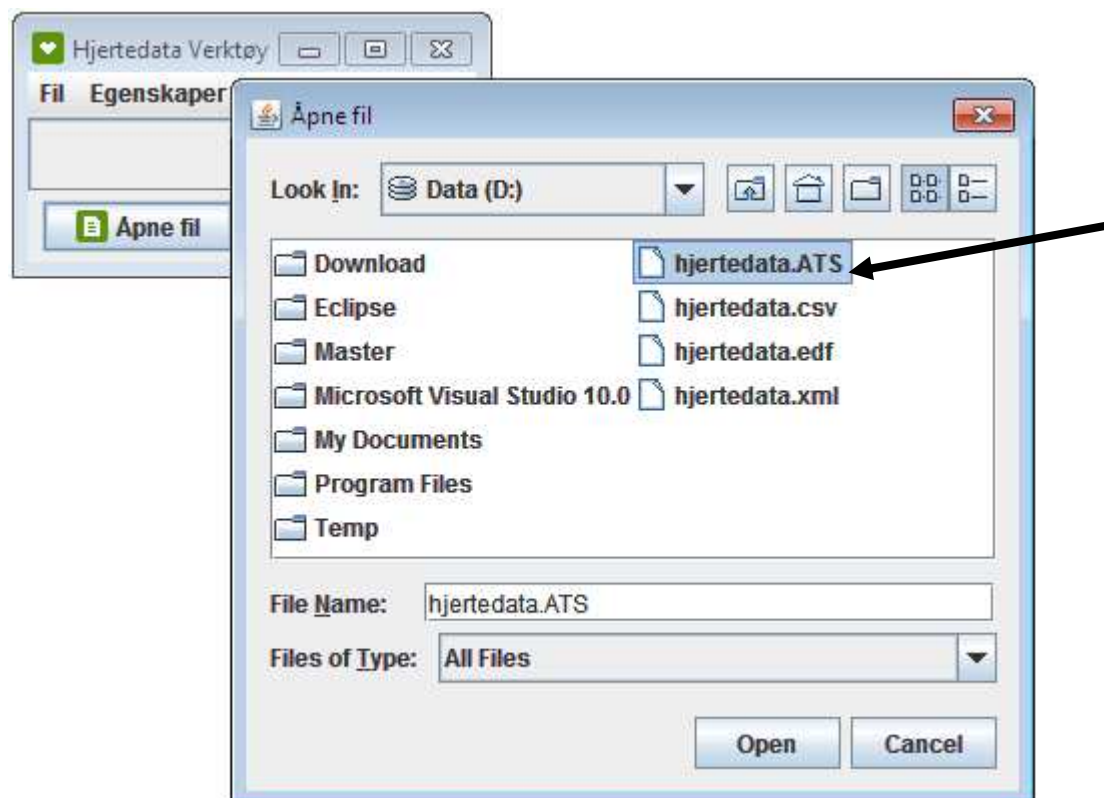 Hjertedata Verktøy
Fil Egenskaper
Åpne fil
Åpne fil
Look In: Data (D:)
Download
Eclipse
Master
Microsoft Visual Studio 10.0
My Documents
Program Files
Temp
hjertedata.ATS
hjertedata.csv
hjertedata.edf
hjertedata.xml
File Name: hjertedata.ATS
Files of Type: All Files
Open Cancel